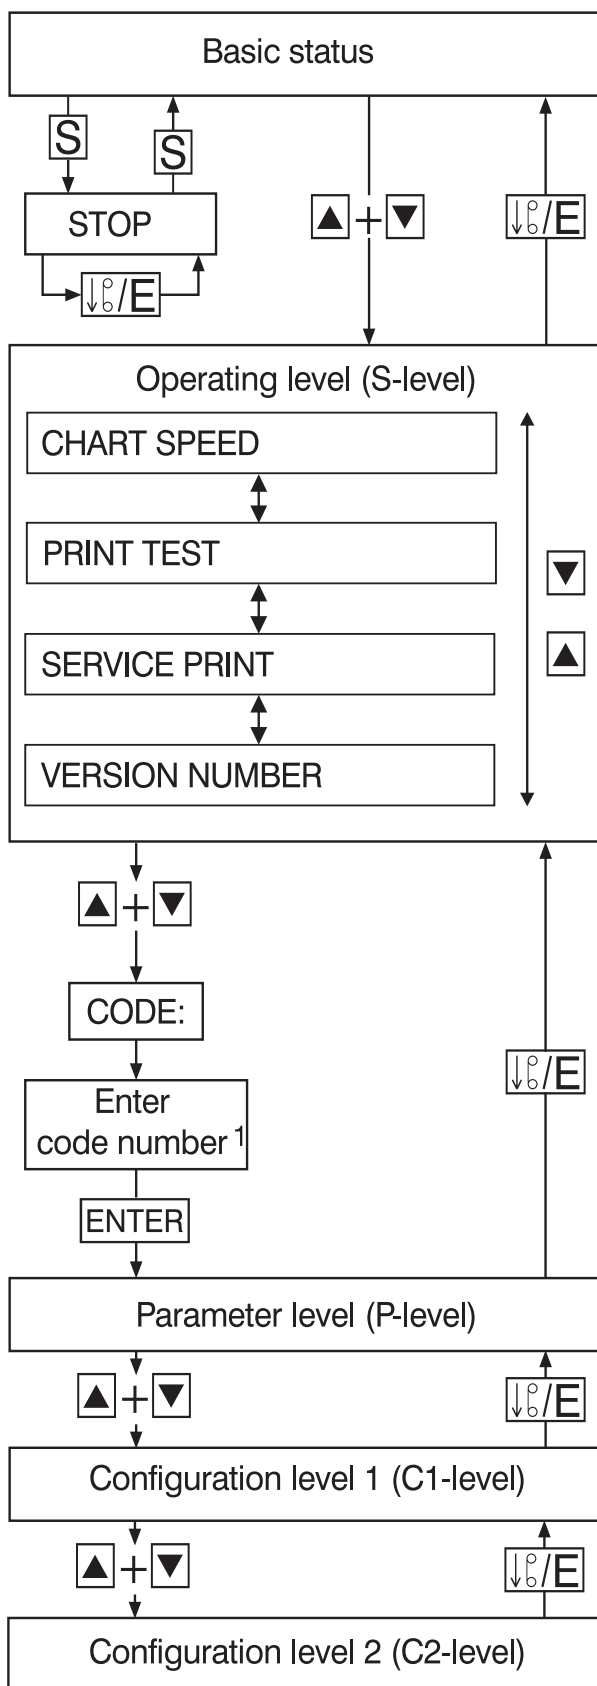 Basic status
S
S
STOP
/E
+
/E
Operating level (S-level)
CHART SPEED
PRINT TEST
SERVICE PRINT
VERSION NUMBER
+
CODE:
/E
Enter
code number 1
ENTER
Parameter level (P-level)
+
/E
Configuration level 1 (C1-level)
+
/E
Configuration level 2 (C2-level)